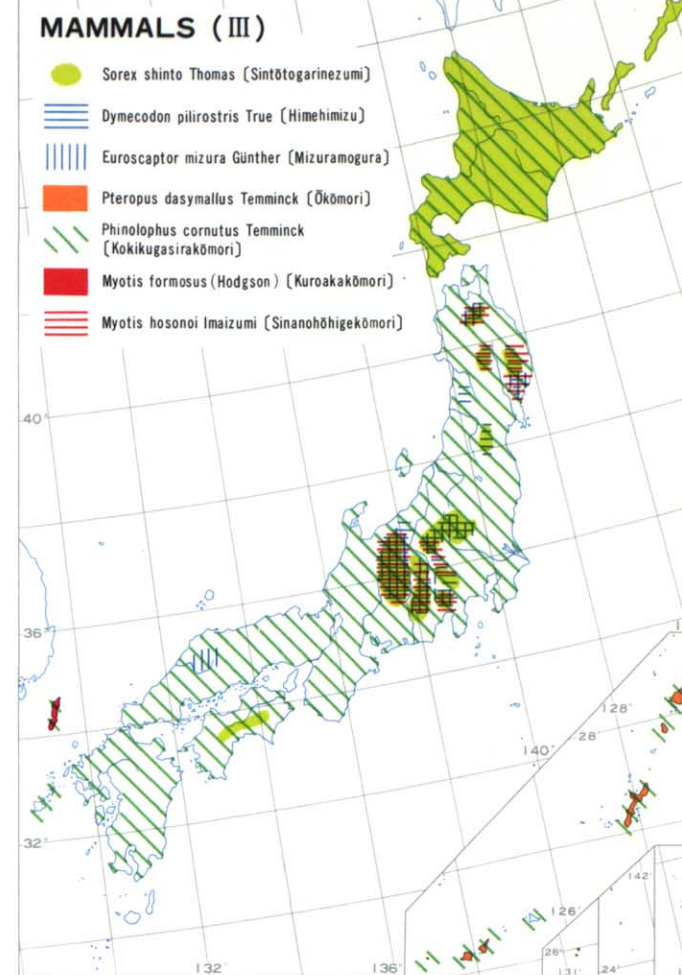 MAMMALS (III)
Sorex shinto Thomas (Sintōtogarinezumi)
Dymecodon pilirostris True (Himehimizu)
Euroscaptor mizura Günther (Mizuramogura)
Pteropus dasymallus Temminck (Ōkōmori)
Phinolophus cornutus Temminck
(Kokikugasirakōmori)
Myotis formosus (Hodgson) (Kuroakakōmori)
Myotis hosonoi Imaizumi (Sinanohōhigekōmori)
40°
36°
128°
28°
140°
32°
142°
126°
26°
132°
136°
131°
24°